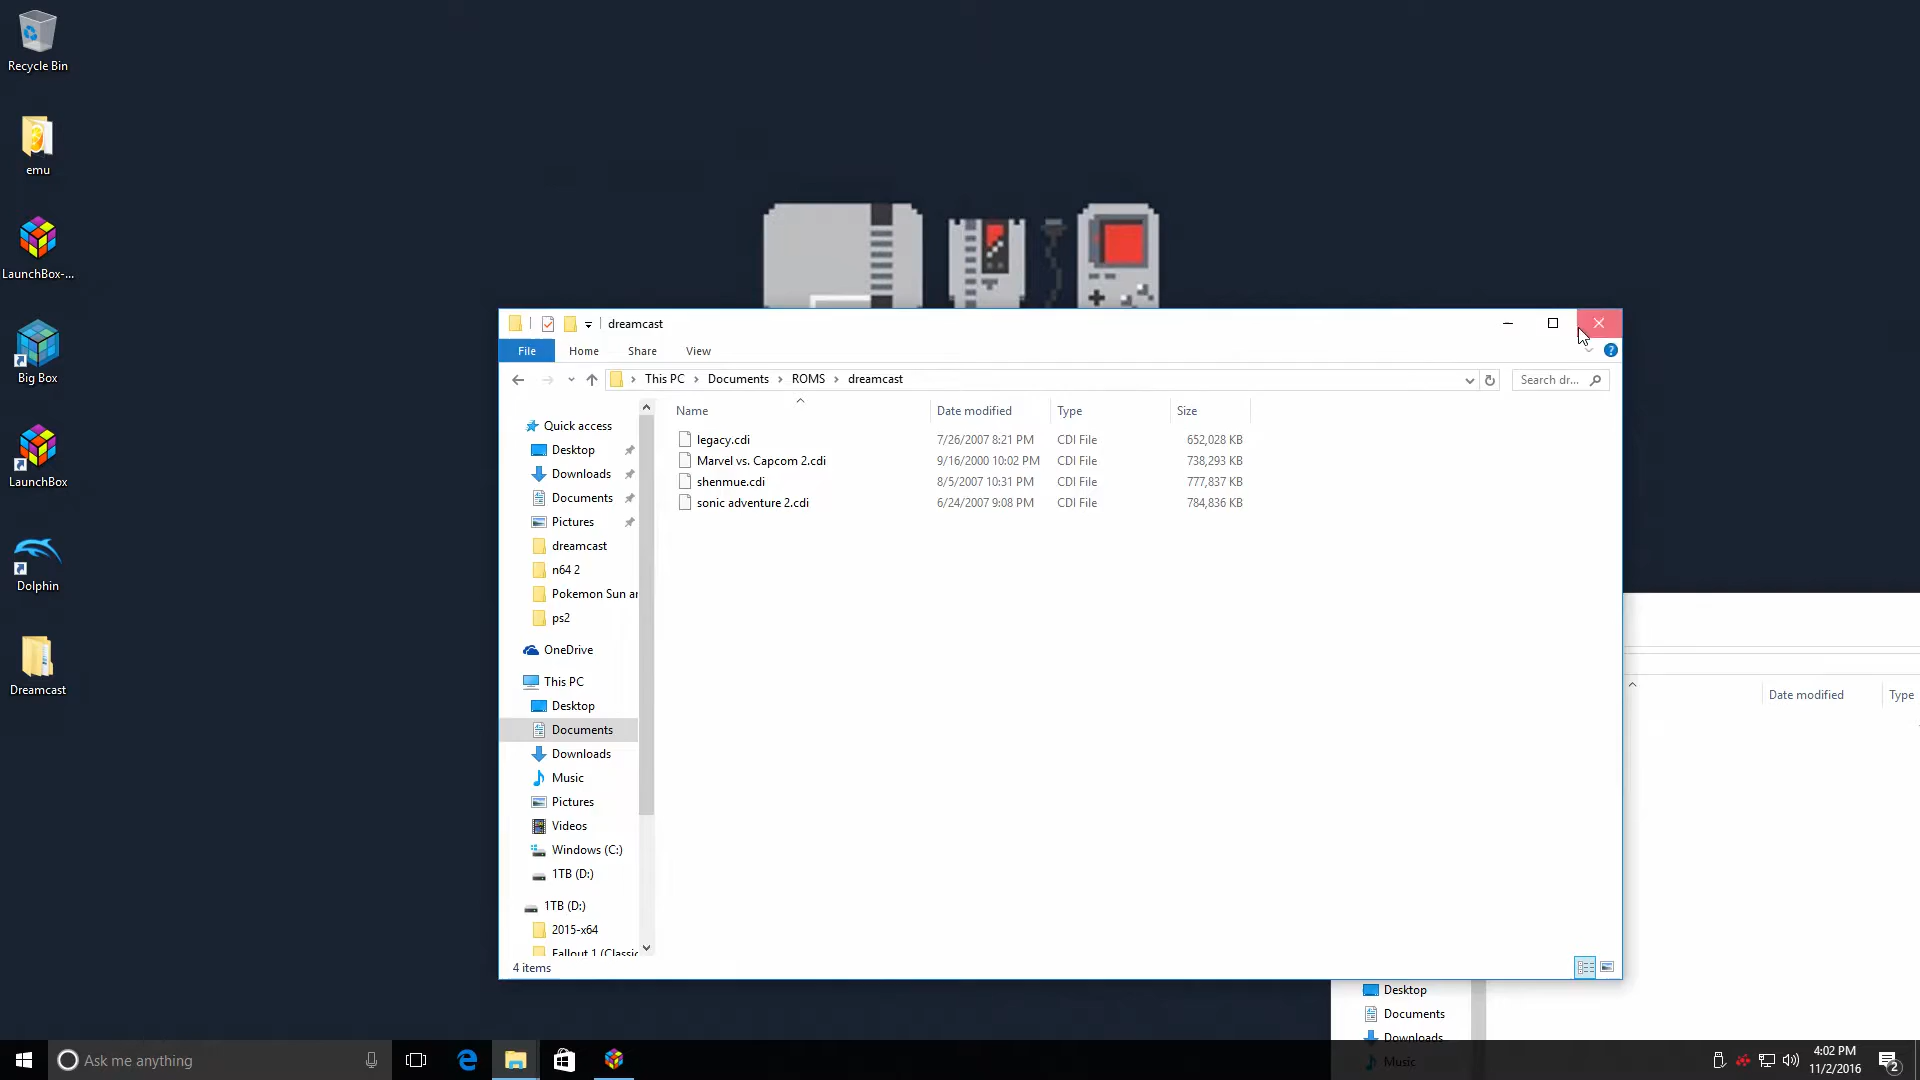 Recycle Bin
emu
LaunchBox-...
Big Box
LaunchBox
Dolphin
Dreamcast
dreamcast
File Home Share View
This PC Documents ROMS dreamcast
Search dr...
Name Date modified Type Size
legacy.cdi 7/26/2007 8:21 PM CDI File 652,028 KB
Marvel vs. Capcom 2.cdi 9/16/2000 10:02 PM CDI File 738,293 KB
shenmue.cdi 8/5/2007 10:31 PM CDI File 777,837 KB
sonic adventure 2.cdi 6/24/2007 9:08 PM CDI File 784,836 KB
Quick access
Desktop
Downloads
Documents
Pictures
dreamcast
n64 2
Pokemon Sun ar
ps2
OneDrive
This PC
Desktop
Documents
Downloads
Music
Pictures
Videos
Windows (C:)
1TB (D:)
1TB (D:)
2015-x64
Fallout 1 (Classic
4 items
Date modified Type
Desktop
Documents
Downloads
Music
Ask me anything
4:02 PM
11/2/2016
2